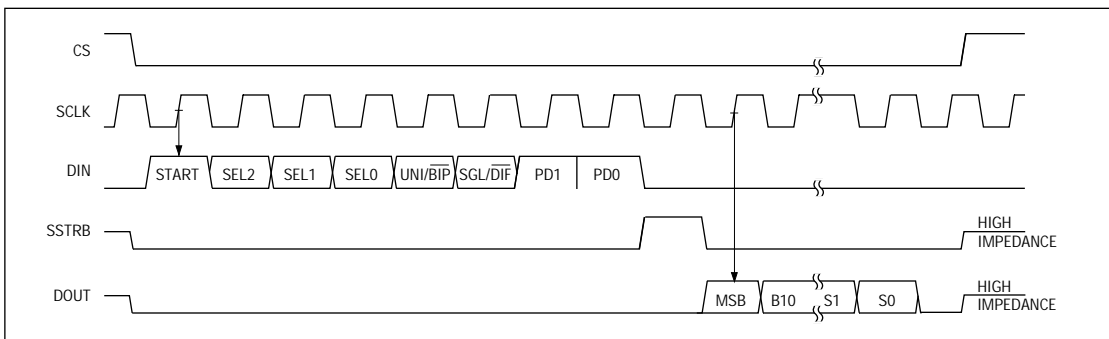 CS
SCLK
DIN
START SEL2 SEL1 SEL0 UNI/BIP SGL/DIF PD1 PD0
SSTRB
HIGH
IMPEDANCE
DOUT
MSB B10 S1 S0
HIGH
IMPEDANCE